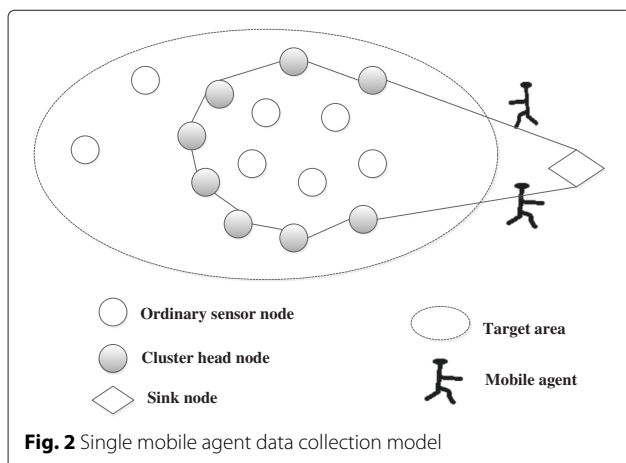 Ordinary sensor node
Cluster head node
Sink node
Target area
Mobile agent
Fig. 2 Single mobile agent data collection model